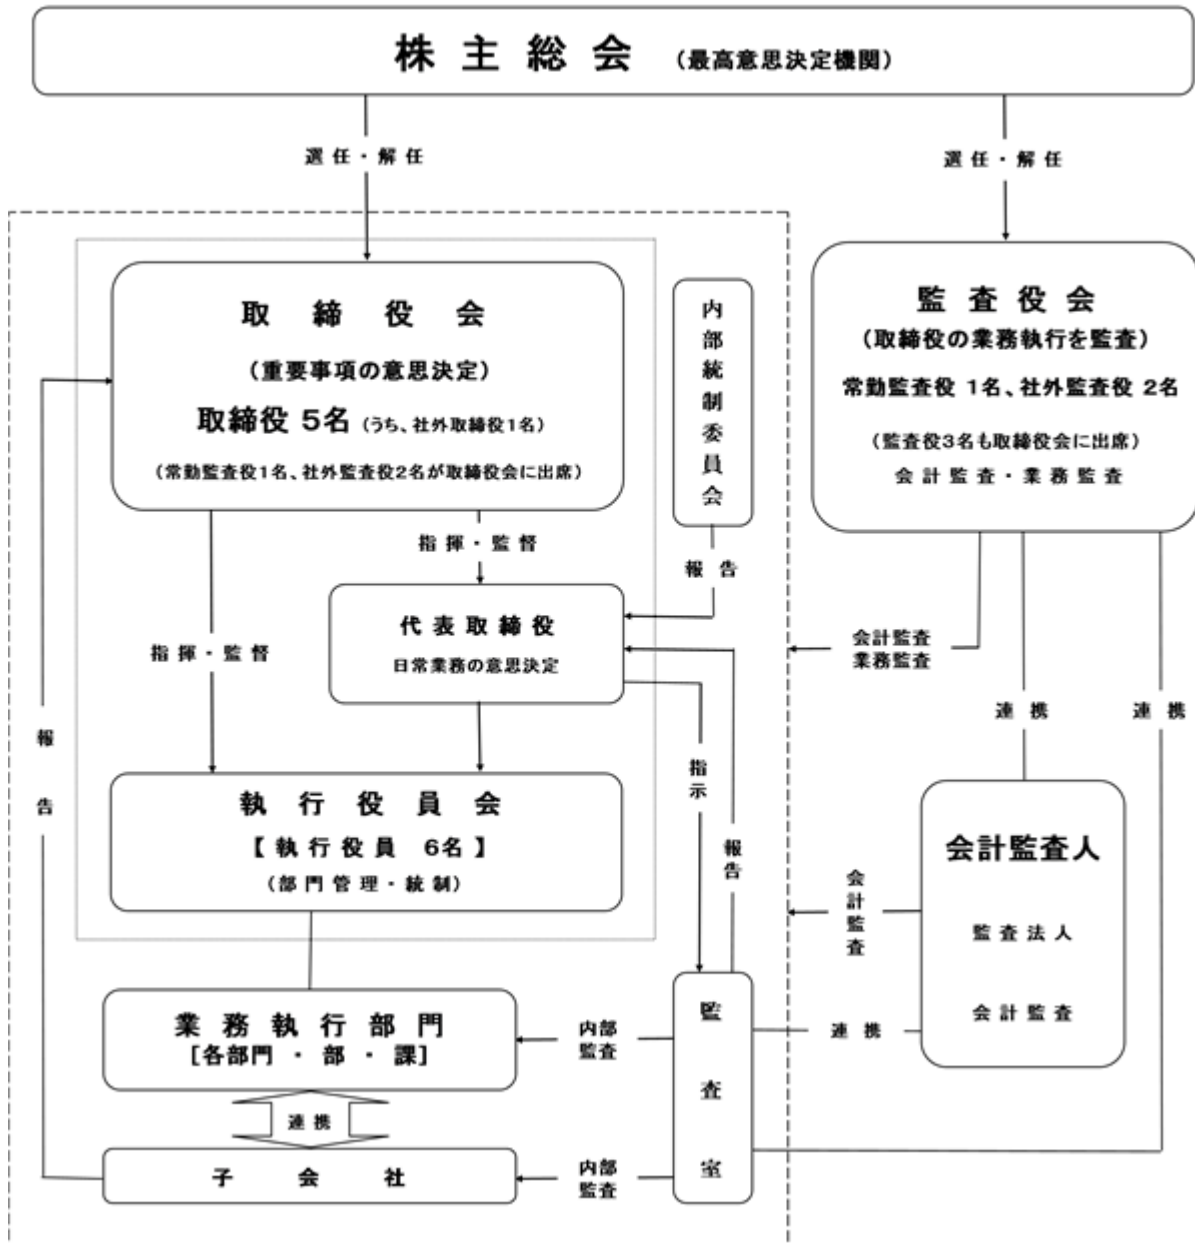 株主総会 (最高意思決定機関)
選任・解任
選任・解任
取締役会
(重要事項の意思決定)
取締役 5名 (うち、社外取締役1名)
(常勤監査役1名、社外監査役2名が取締役会に出席)
内部統制委員会
監査役会
(取締役の業務執行を監査)
常勤監査役 1名、社外監査役 2名
(監査役3名も取締役会に出席)
会計監査・業務監査
指揮・監督
報告
代表取締役
日常業務の意思決定
指揮・監督
会計監査
業務監査
連携
連携
報告
指示
報告
執行役員会
【執行役員 6名】
(部門管理・統制)
会計監査人
監査法人
会計監査
会計監査
業務執行部門
[各部門・部・課]
内部
監査
監査室
連携
連携
子会社
内部
監査